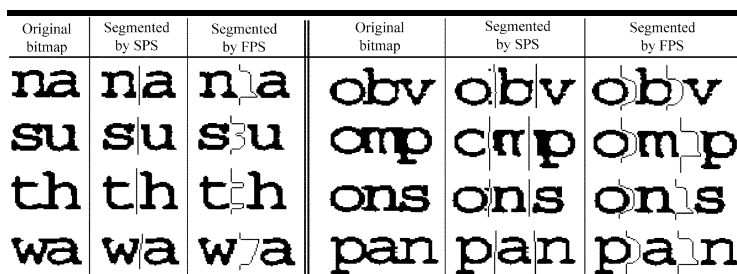 Original bitmap Segmented by SPS Segmented by FPS Original bitmap Segmented by SPS Segmented by FPS
na na na obv obv obv
su su su omp cmp omp
th th th ons ons ons
wa wa wa pan pan pan